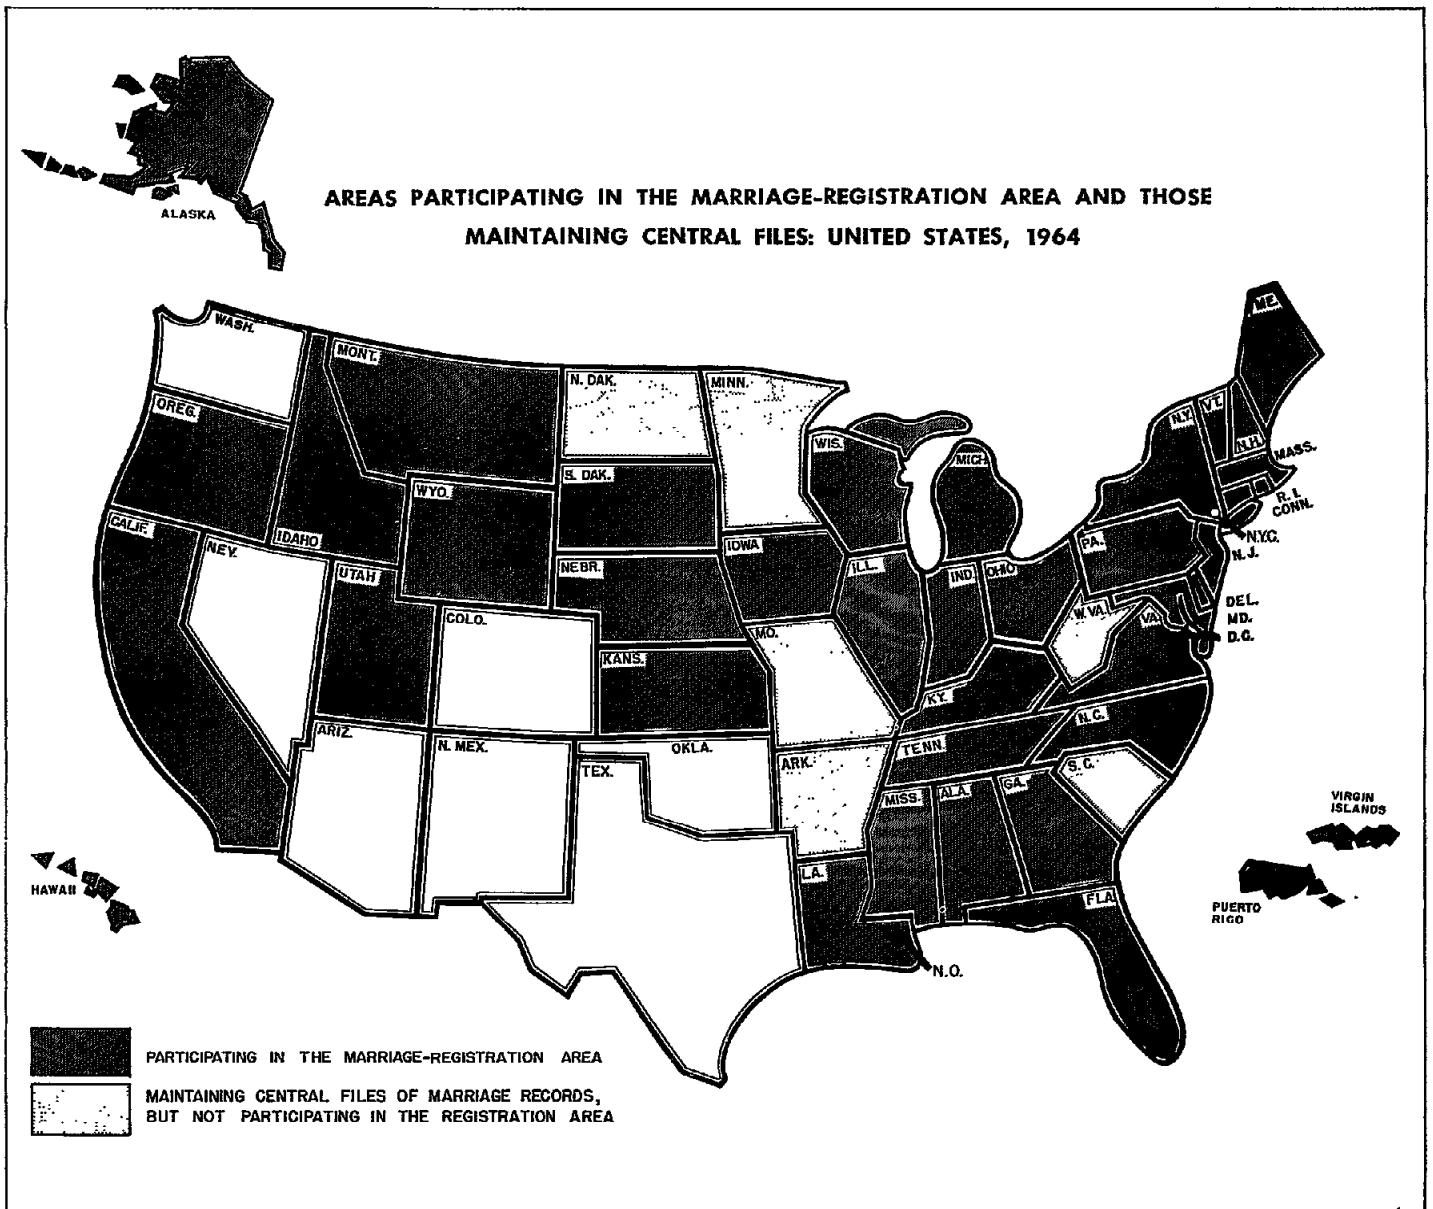 ALASKA
AREAS PARTICIPATING IN THE MARRIAGE-REGISTRATION AREA AND THOSE
MAINTAINING CENTRAL FILES: UNITED STATES, 1964
WASH.
MONT.
N. DAK.
MINN.
ME.
OREG.
N.Y.
VT.
N.H.
MASS.
WIS.
MICH.
S. DAK.
WYO.
R. I.
CONN.
CALIF.
IDAHO
NEV.
IOWA
PA.
N.Y.C.
N. J.
UTAH
NEBR.
ILL.
IND.
OHIO
COLO.
MO.
W. VA.
VA.
DEL.
MD.
D.C.
KANS.
KY.
ARIZ.
N. MEX.
OKLA.
TENN.
N.C.
TEX.
ARK.
S. C.
MISS.
ALA.
GA.
VIRGIN
ISLANDS
HAWAII
LA.
FLA.
PUERTO
RICO
N.O.
PARTICIPATING IN THE MARRIAGE-REGISTRATION AREA
MAINTAINING CENTRAL FILES OF MARRIAGE RECORDS,
BUT NOT PARTICIPATING IN THE REGISTRATION AREA